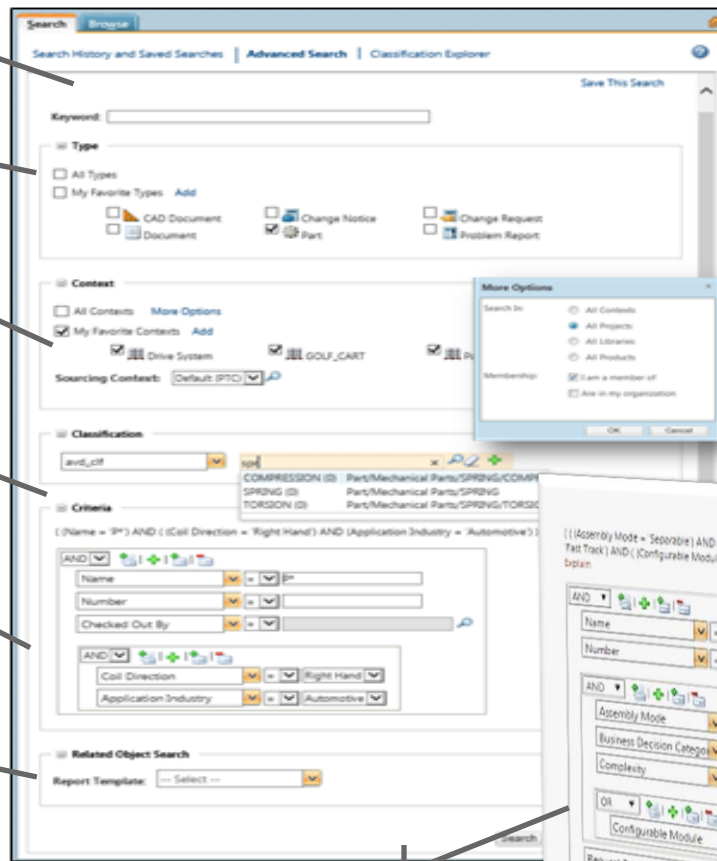 Search Browse
Search History and Saved Searches | Advanced Search | Classification Explorer
Save This Search
Keyword:
Type
All Types
My Favorite Types Add
CAD Document Change Notice Change Request
Document Part Problem Report
Context
All Contexts More Options
My Favorite Contexts Add
Drive System GOLF_CART
Sourcing Context: Default (PTC)
More Options
Search In: All Contexts
All Projects
All Libraries
All Products
Membership: I am a member of
Are in my organization
OK Cancel
Classification
avd_clf
COMPRESSION (0) Part/Mechanical Parts/SPRING/COMPR
SPRING (0) Part/Mechanical Parts/SPRING
TORSION (0) Part/Mechanical Parts/SPRING/TORSIO
Criteria
( (Name = 'P*') AND ( (Coil Direction = 'Right Hand') AND (Application Industry = 'Automotive') )
AND
Name = P*
Number =
Checked Out By =
AND
Coil Direction = Right Hand
Application Industry = Automotive
Related Object Search
Report Template: -- Select --
Search
( ( (Assembly Mode = 'Separable') AND
'Fast Track') AND ( (Configurable Modul
Explain
AND
Name
Number
AND
Assembly Mode
Business Decision Categor
Complexity
OR
Configurable Module